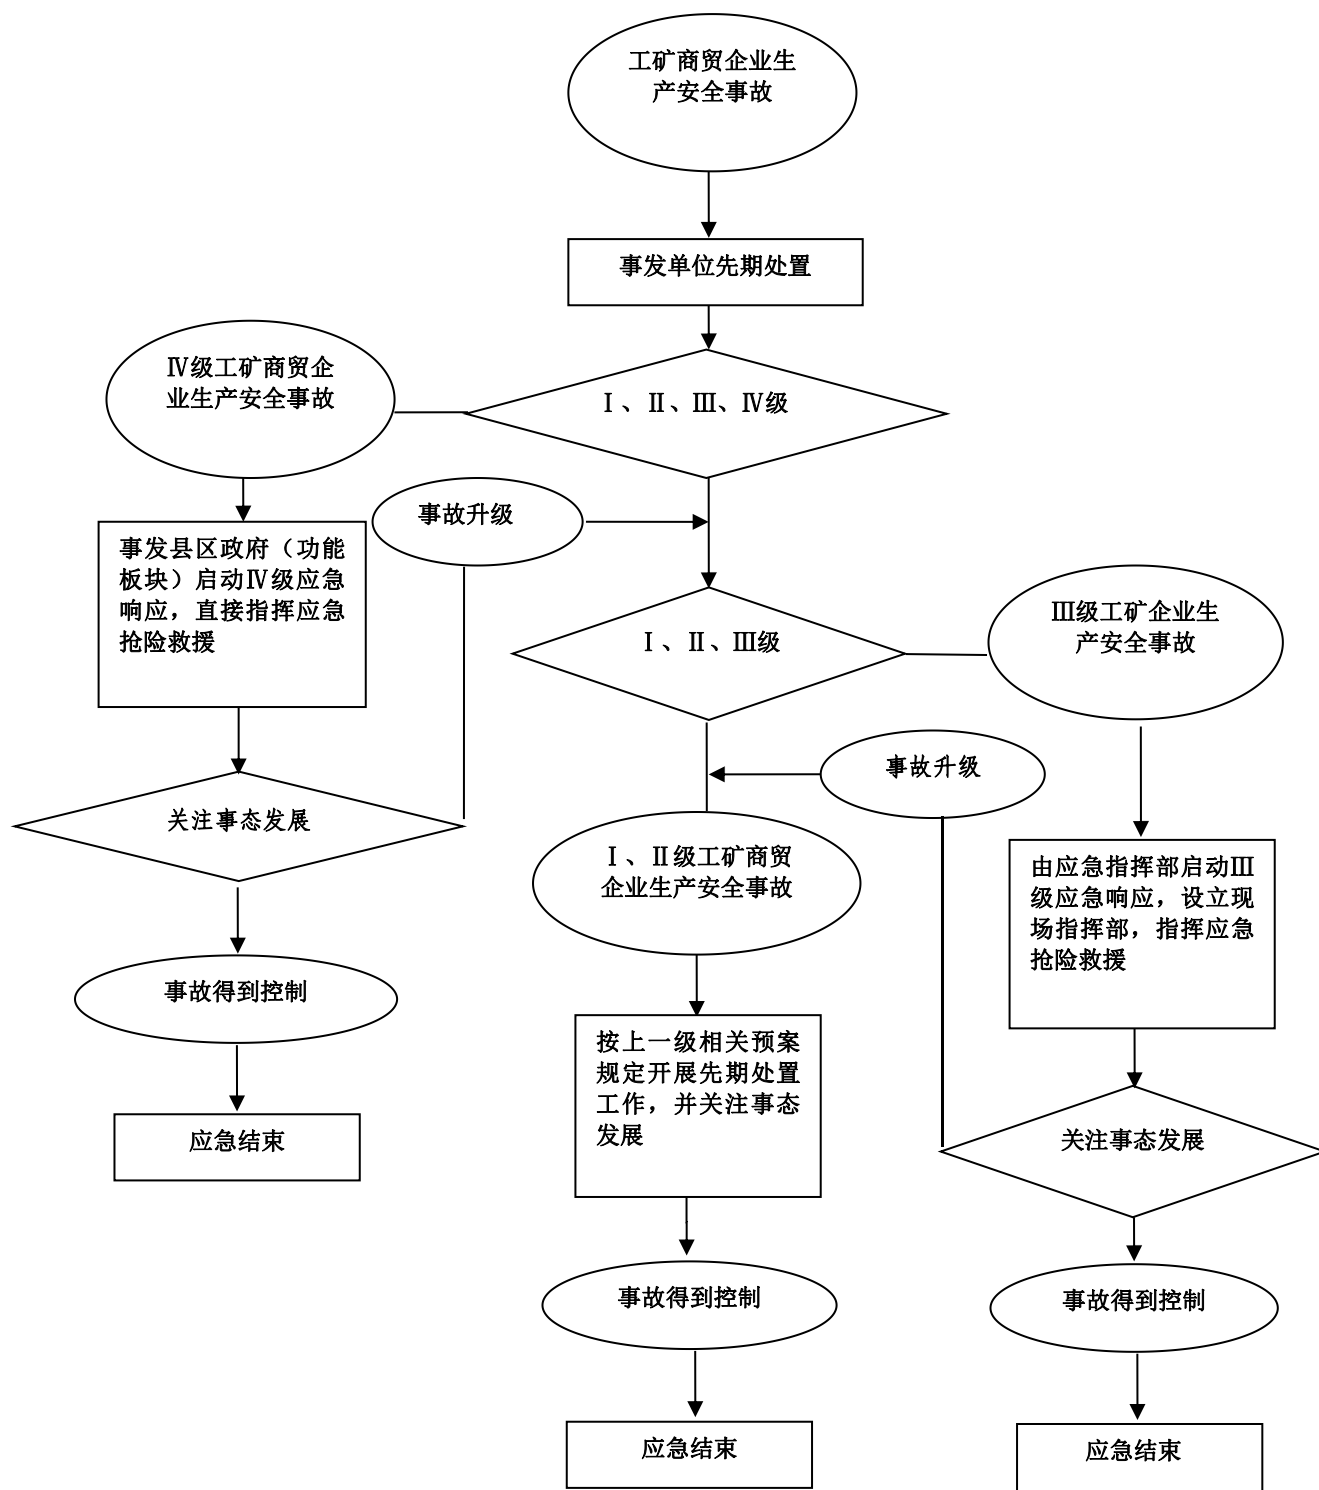 工矿商贸企业生
产安全事故
事发单位先期处置
Ⅳ级工矿商贸企
业生产安全事故
Ⅰ、Ⅱ、Ⅲ、Ⅳ级
事故升级
事发县区政府（功能
板块）启动Ⅳ级应急
响应，直接指挥应急
抢险救援
Ⅰ、Ⅱ、Ⅲ级
Ⅲ级工矿企业生
产安全事故
事故升级
关注事态发展
Ⅰ、Ⅱ级工矿商贸
企业生产安全事故
由应急指挥部启动Ⅲ
级应急响应，设立现
场指挥部，指挥应急
抢险救援
事故得到控制
按上一级相关预案
规定开展先期处置
工作，并关注事态
发展
应急结束
关注事态发展
事故得到控制
事故得到控制
应急结束
应急结束